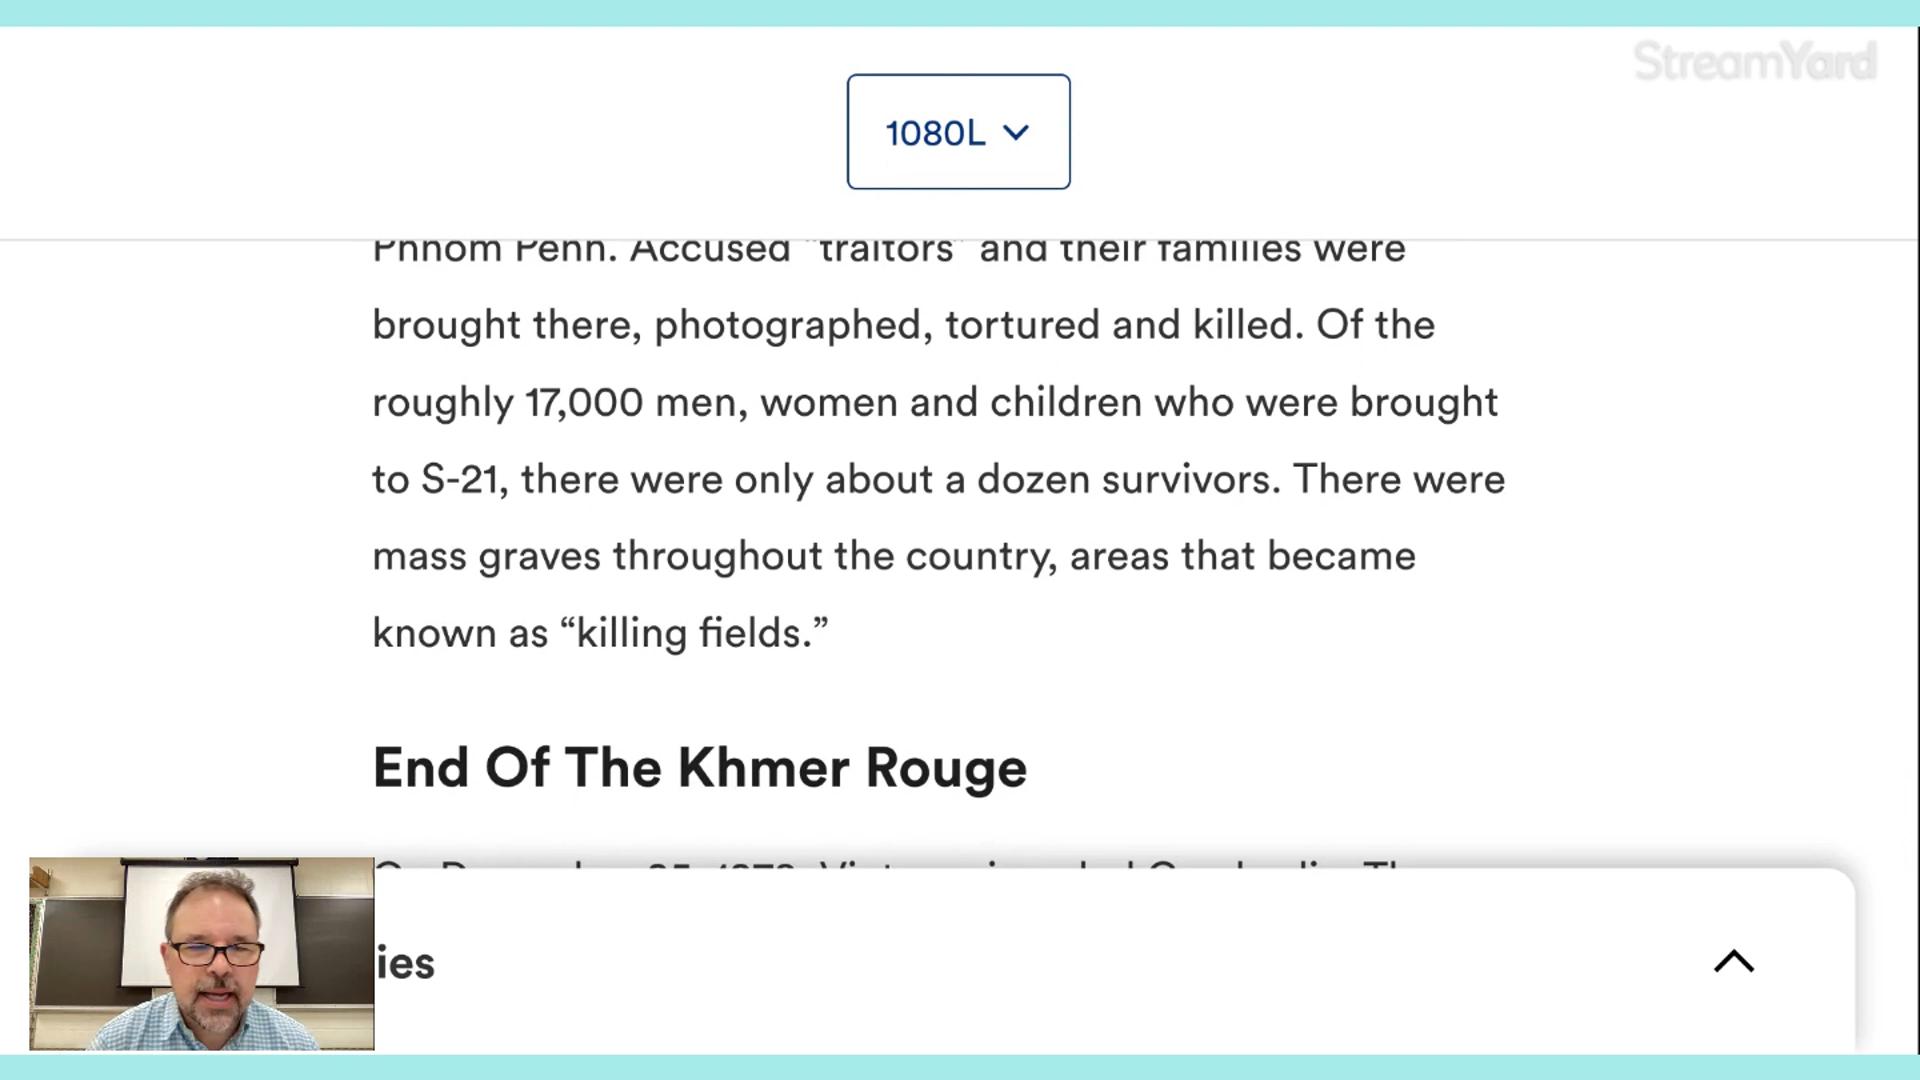 StreamYard
1080L
Phnom Penh. Accused "traitors" and their families were
brought there, photographed, tortured and killed. Of the
roughly 17,000 men, women and children who were brought
to S-21, there were only about a dozen survivors. There were
mass graves throughout the country, areas that became
known as “killing fields.”
End Of The Khmer Rouge
ies